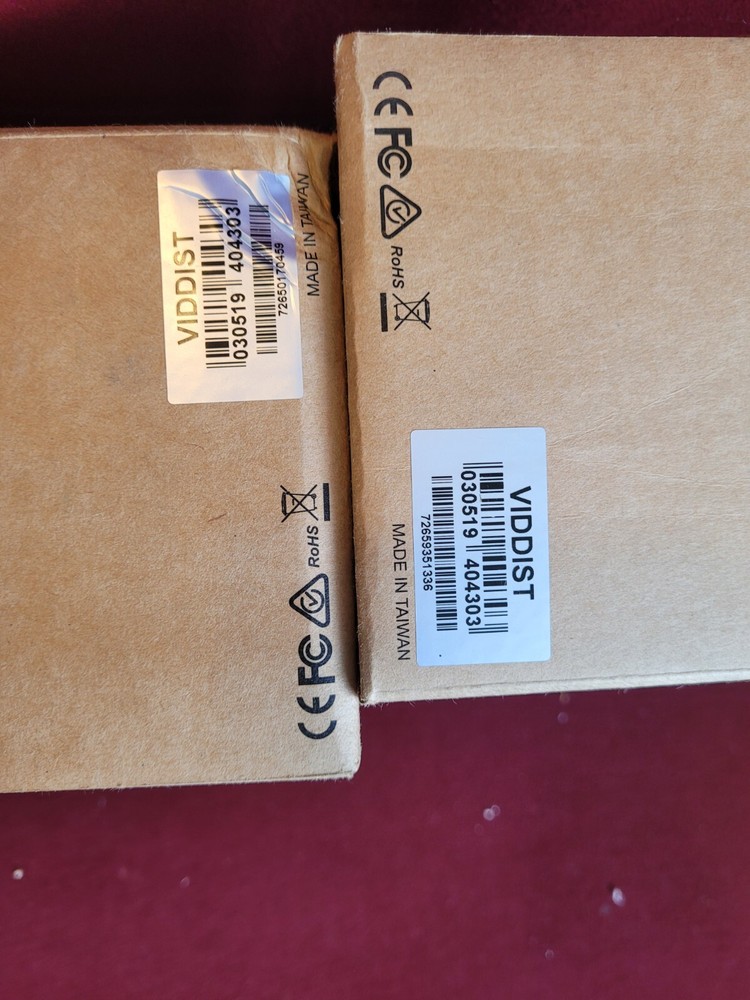 VIDDIST
030519 404303
72650170459
MADE IN TAIWAN
CE FC
RoHS
CE FC
RoHS
VIDDIST
030519 404303
72659351336
MADE IN TAIWAN